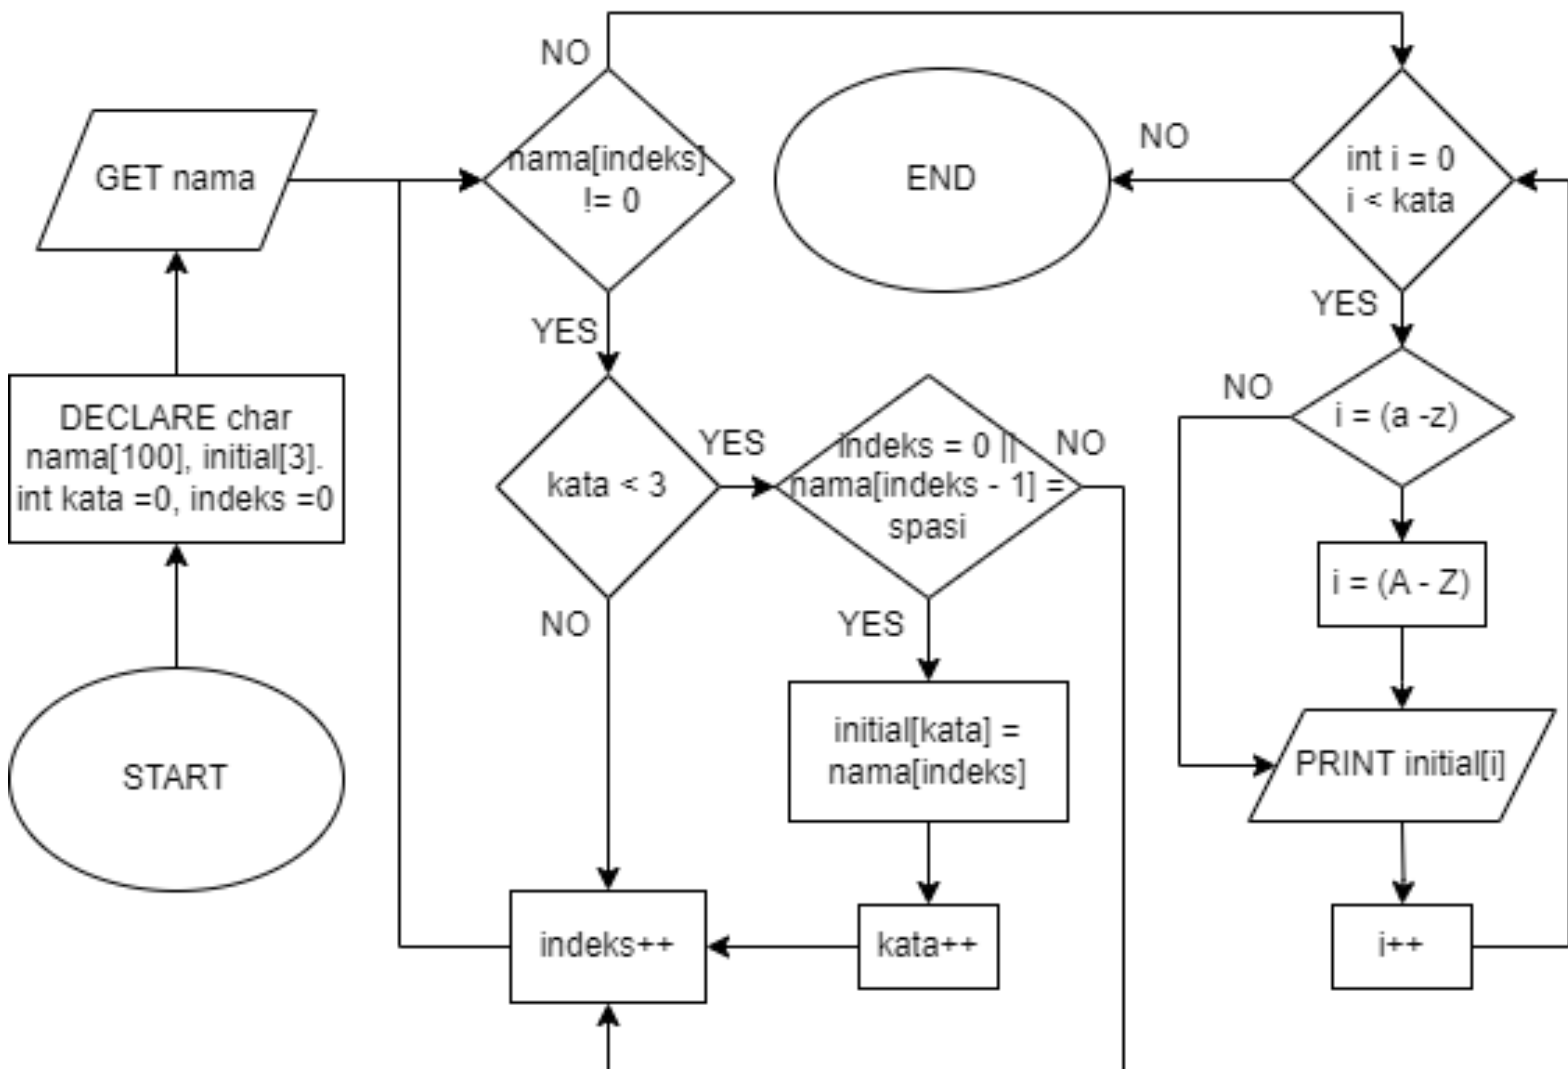 START
DECLARE char
nama[100], initial[3].
int kata =0, indeks =0
GET nama
nama[indeks]
!= 0
NO
YES
kata < 3
YES
NO
indeks = 0 ||
nama[indeks - 1] =
spasi
NO
YES
initial[kata] =
nama[indeks]
kata++
indeks++
int i = 0
i < kata
NO
END
YES
i = (a -z)
NO
i = (A - Z)
PRINT initial[i]
i++